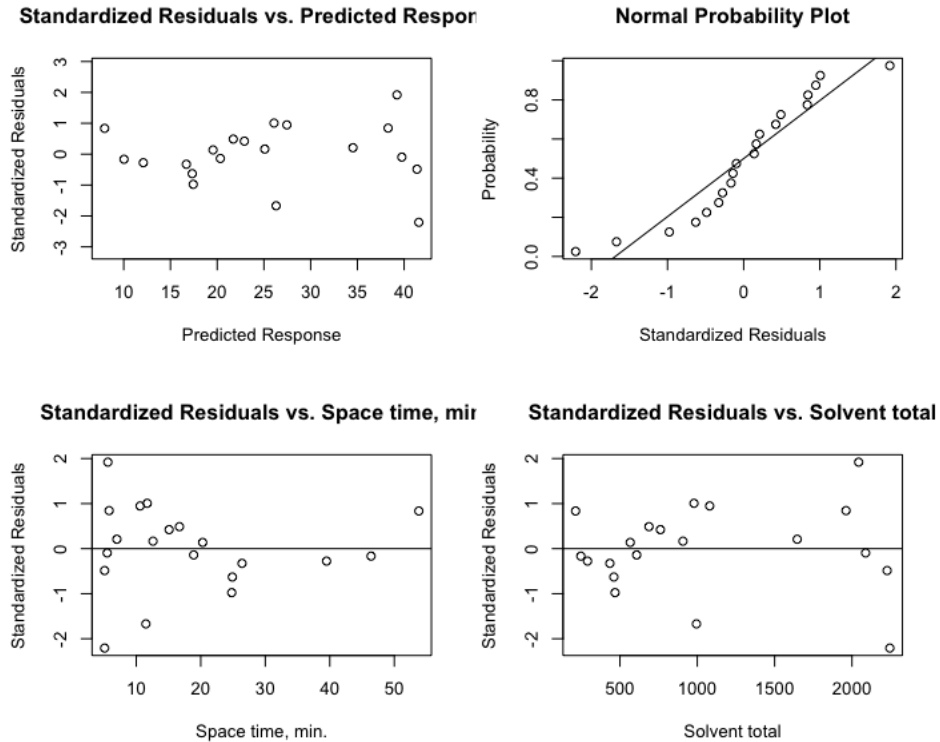 Standardized Residuals vs. Predicted Respon
Standardized Residuals
3
2
1
0
-1
-2
-3
10 15 20 25 30 35 40
Predicted Response
Normal Probability Plot
Probability
0.8
0.4
0.0
-2 -1 0 1 2
Standardized Residuals
Standardized Residuals vs. Space time, min
Standardized Residuals
2
1
0
-1
-2
10 20 30 40 50
Space time, min.
Standardized Residuals vs. Solvent total
Standardized Residuals
2
1
0
-1
-2
500 1000 1500 2000
Solvent total